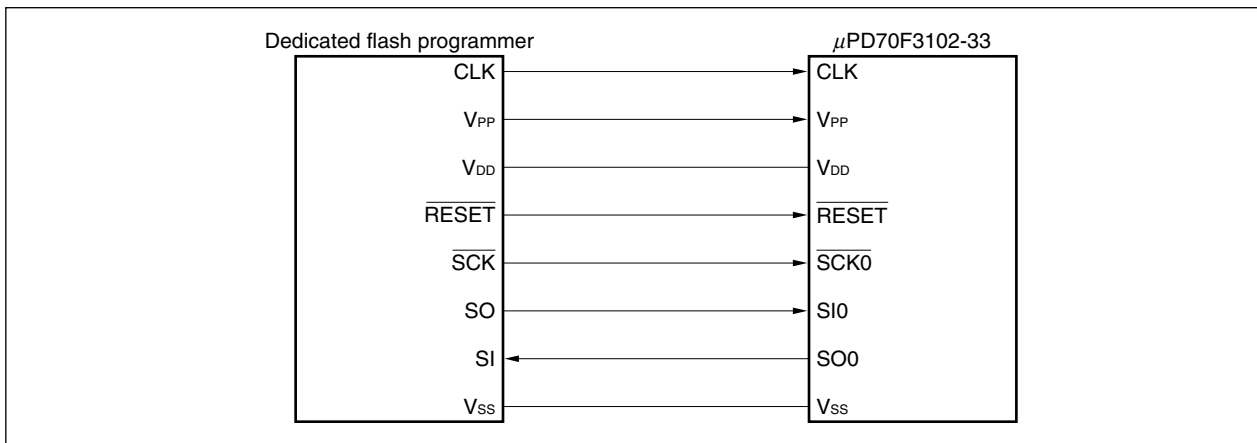 Dedicated flash programmer μPD70F3102-33
CLK CLK
VPP VPP
VDD VDD
RESET RESET
SCK SCK0
SO SI0
SI SO0
VSS VSS